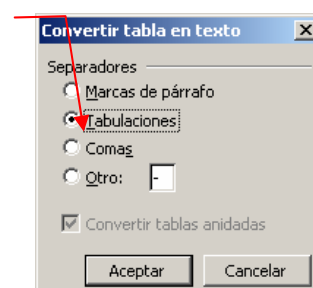 Convertir tabla en texto
Separadores
Marcas de párrafo
Tabulaciones
Comas
Otro: -
Convertir tablas anidadas
Aceptar Cancelar